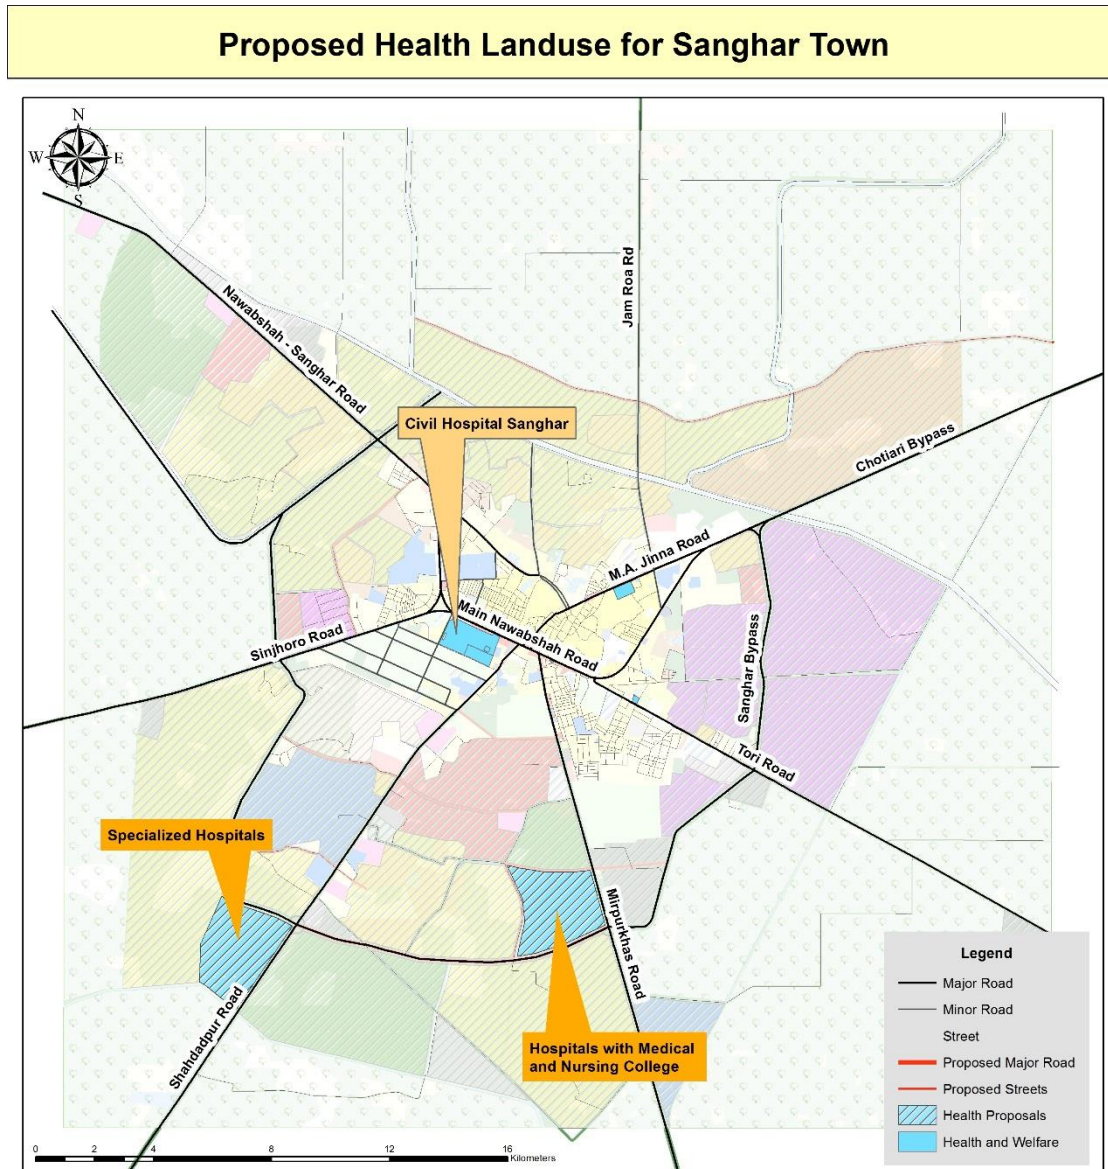 Proposed Health Landuse for Sanghar Town
N
W
E
S
Nawabshah - Sanghar Road
Jam Roa Rd
Civil Hospital Sanghar
Chotiari Bypass
M.A. Jinna Road
Main Nawabshah Road
Sinjhoro Road
Sanghar Bypass
Tori Road
Specialized Hospitals
Mirpurkhas Road
Shahdadpur Road
Hospitals with Medical
and Nursing College
Legend
Major Road
Minor Road
Street
Proposed Major Road
Proposed Streets
Health Proposals
Health and Welfare
0 2 4 8 12 16
Kilometers